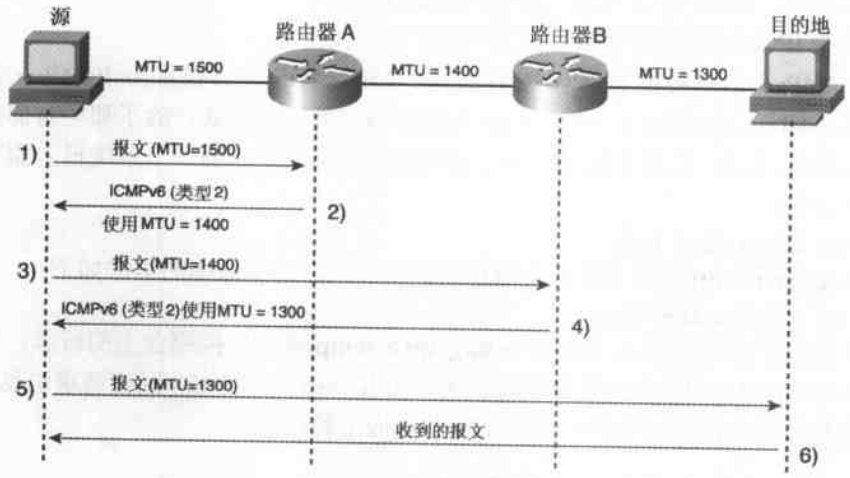 源
路由器 A
路由器B
目的地
MTU = 1500
MTU = 1400
MTU = 1300
1)
报文 (MTU=1500)
ICMPv6 (类型 2)
2)
使用 MTU = 1400
3)
报文(MTU=1400)
ICMPv6 (类型2)使用MTU = 1300
4)
5)
报文(MTU=1300)
收到的报文
6)